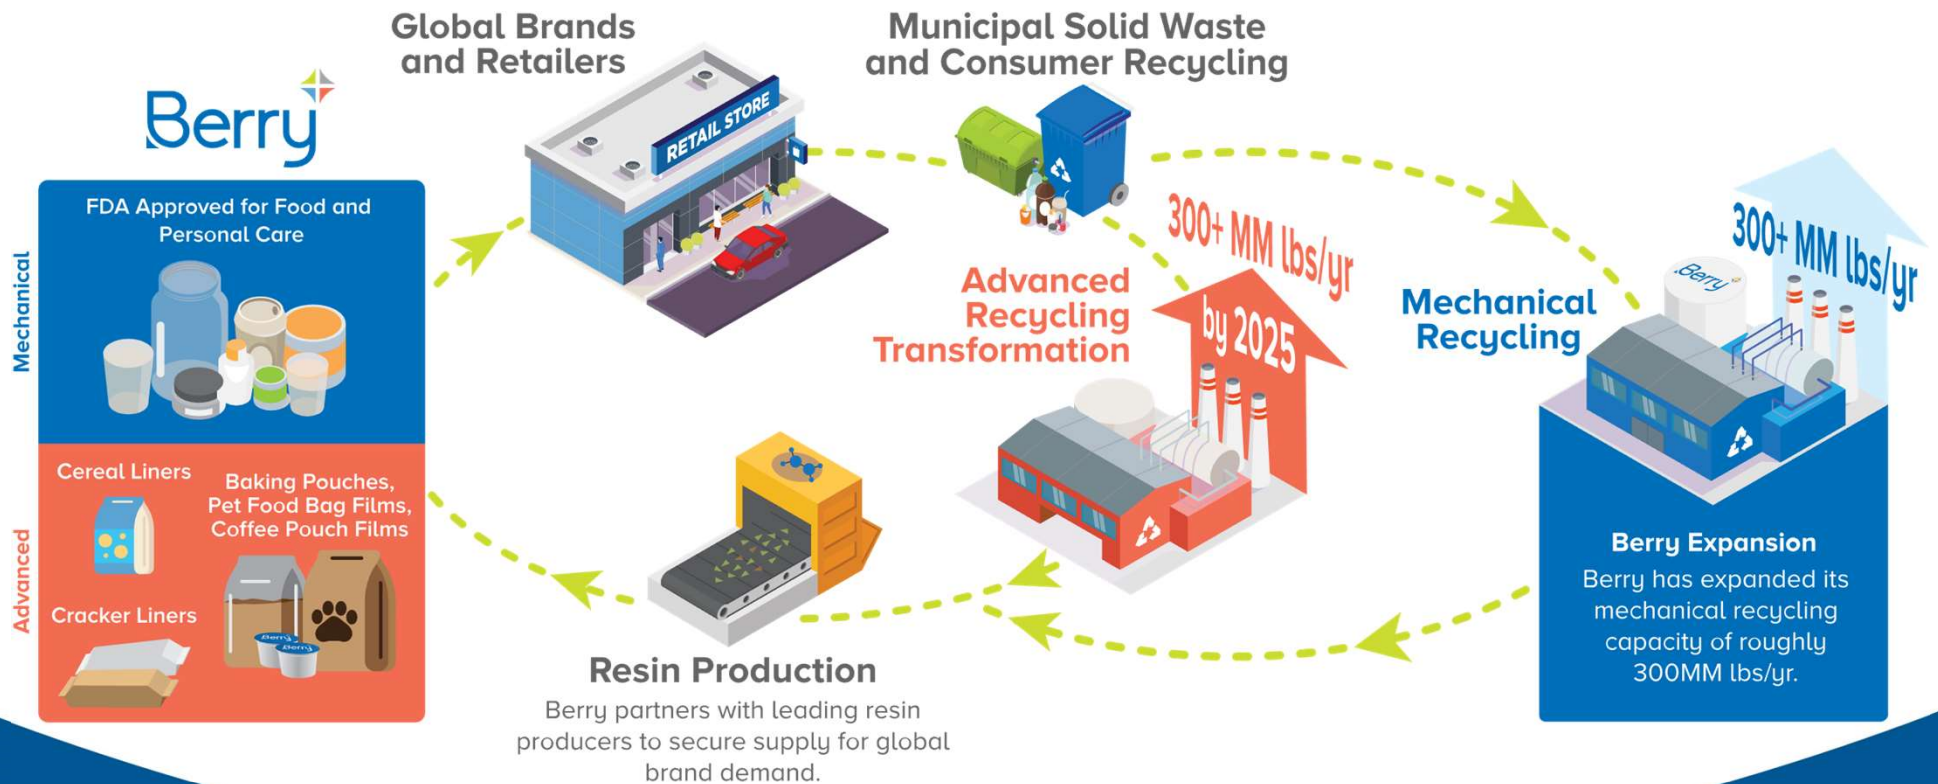 Global Brands
and Retailers
Municipal Solid Waste
and Consumer Recycling
Berry
FDA Approved for Food and
Personal Care
Mechanical
RETAIL STORE
300+ MM lbs/yr
by 2025
Advanced
Recycling
Transformation
Mechanical
Recycling
300+ MM lbs/yr
Berry
Cereal Liners
Baking Pouches,
Pet Food Bag Films,
Coffee Pouch Films
Advanced
Cracker Liners
Berry
Berry
Resin Production
Berry partners with leading resin
producers to secure supply for global
brand demand.
Berry Expansion
Berry has expanded its
mechanical recycling
capacity of roughly
300MM lbs/yr.